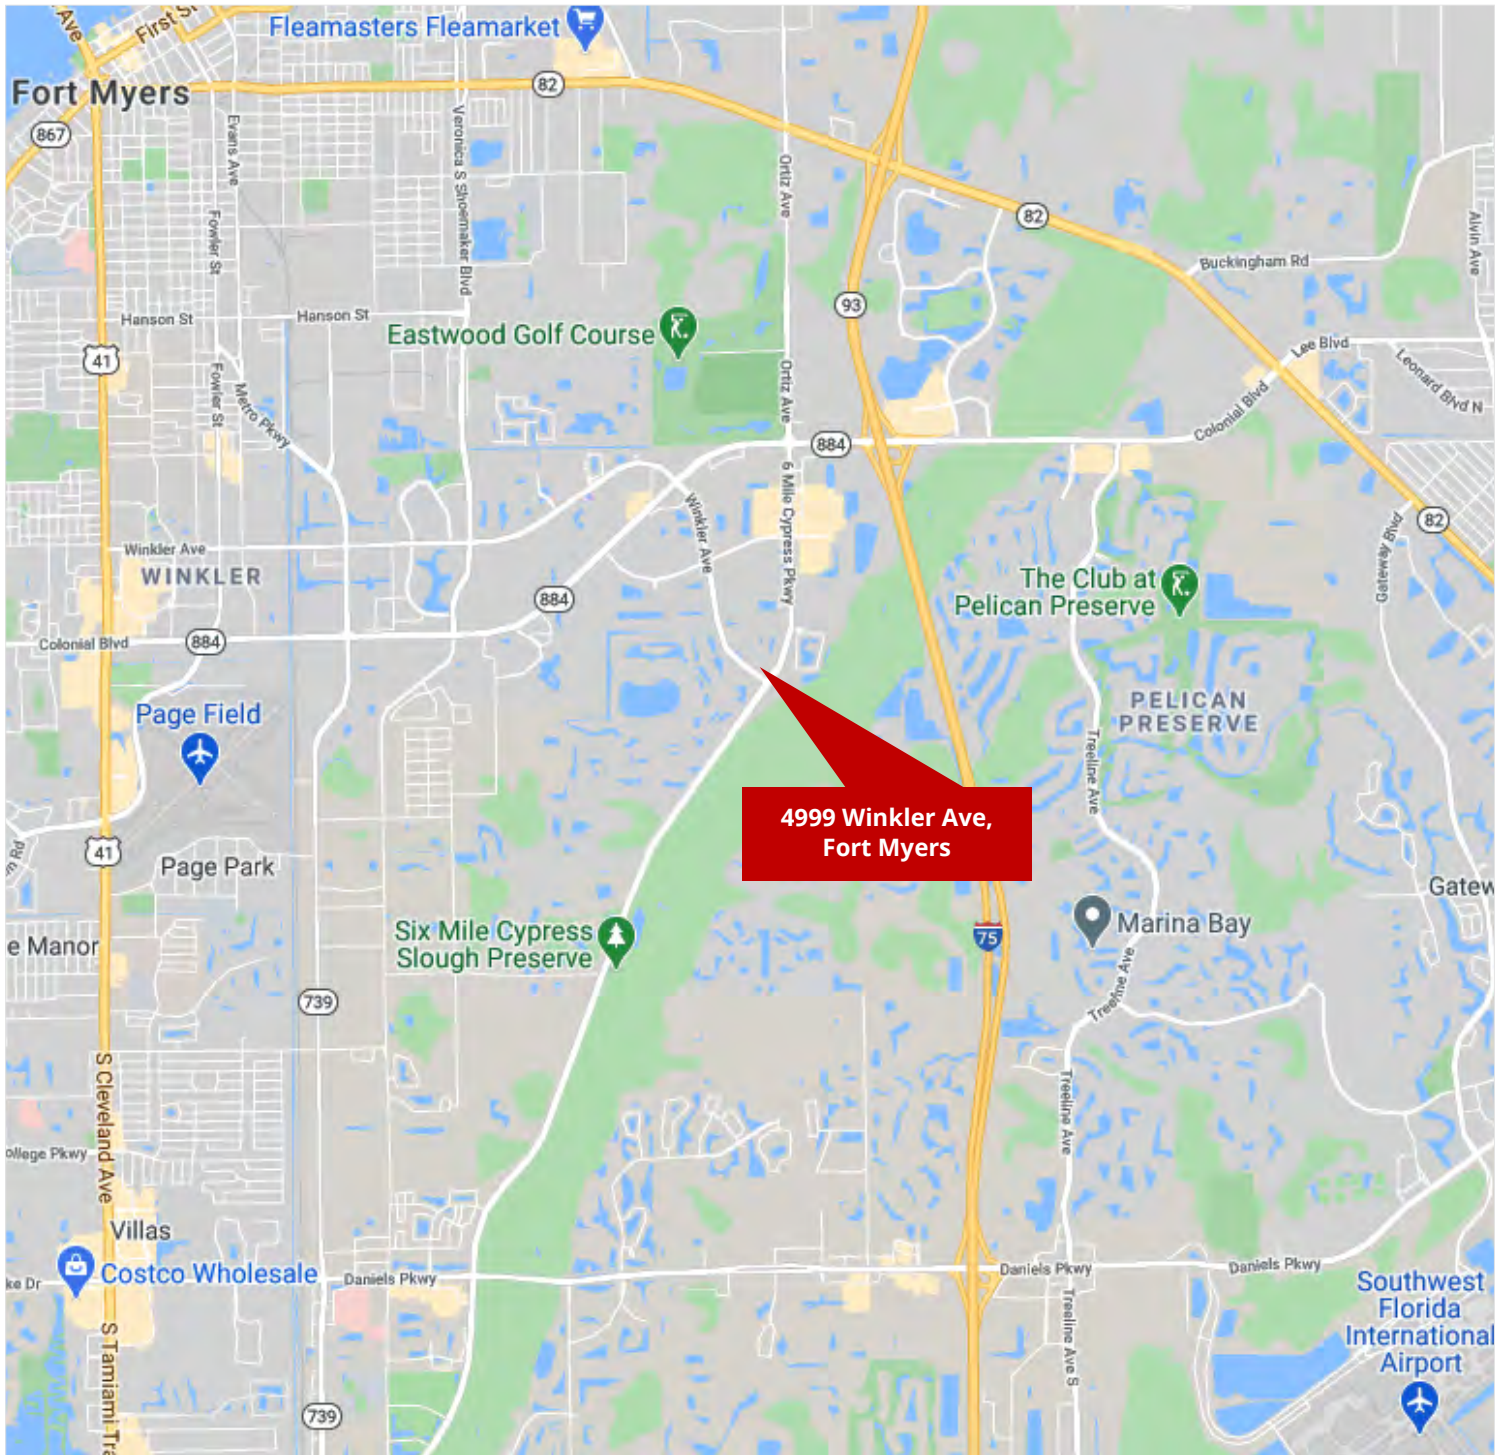 Ave
First St
Fleamasters Fleamarket
Fort Myers
82
867
Evans Ave
Veronica S Shoemaker Blvd
Ortiz Ave
82
Alvin Ave
Fowler St
Buckingham Rd
93
Hanson St
Hanson St
Eastwood Golf Course
41
Lee Blvd
Leonard Blvd N
Fowler St
Metro Pkwy
Ortiz Ave
Colonial Blvd
884
6 Mile Cypress Pkwy
Winkler Ave
82
Gateway Blvd
Winkler Ave
WINKLER
The Club at
Pelican Preserve
884
Colonial Blvd
884
Page Field
PELICAN
PRESERVE
Treeline Ave
4999 Winkler Ave,
Fort Myers
41
n Rd
Page Park
Gatew
Six Mile Cypress
Slough Preserve
e Manor
75
Marina Bay
Treeline Ave
739
S Cleveland Ave
Treeline Ave
ollege Pkwy
Villas
Costco Wholesale
ke Dr
Daniels Pkwy
Daniels Pkwy
Daniels Pkwy
Southwest
Florida
International
Airport
Treeline Ave S
S Tamiami Tra
739